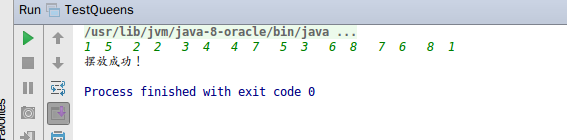 Run TestQueens
/usr/lib/jvm/java-8-oracle/bin/java ...
1 5 2 2 3 4 4 7 5 3 6 8 7 6 8 1
摆放成功！
Process finished with exit code 0
avorites